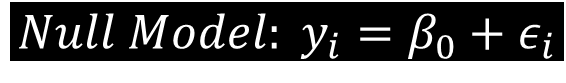 Null Model: yᵢ = β₀ + ϵᵢ